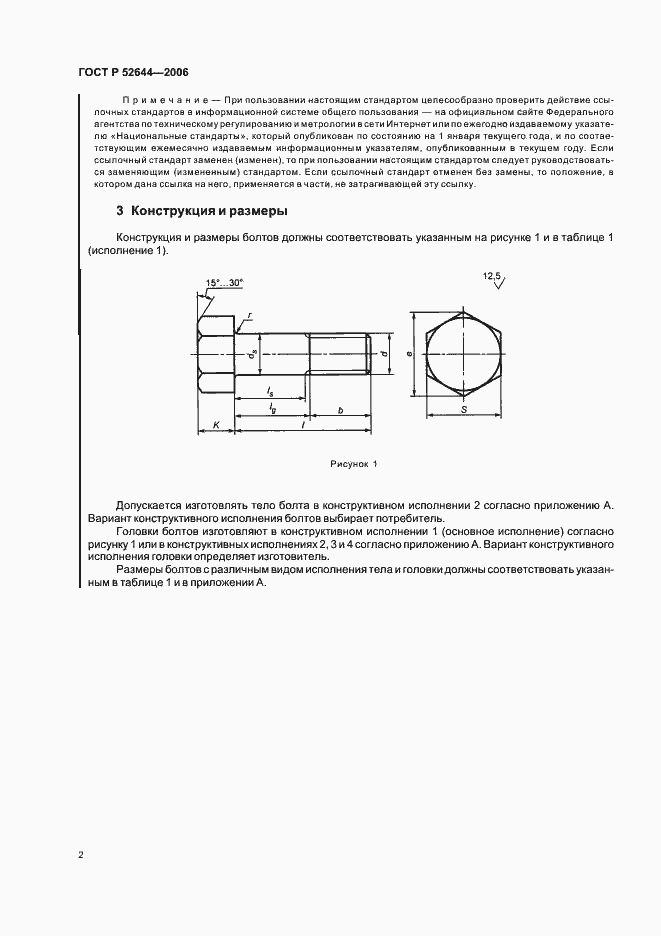 ГОСТ Р 52644—2006
П р и м е ч а н и е — При пользовании настоящим стандартом целесообразно проверить действие ссы-
лочных стандартов в информационной системе общего пользования — на официальном сайте Федерального
агентства по техническому регулированию и метрологии в сети Интернет или по ежегодно издаваемому указате-
лю «Национальные стандарты», который опубликован по состоянию на 1 января текущего года, и по соотве-
тствующим ежемесячно издаваемым информационным указателям, опубликованным в текущем году. Если
ссылочный стандарт заменен (изменен), то при пользовании настоящим стандартом следует руководствовать-
ся заменяющим (измененным) стандартом. Если ссылочный стандарт отменен без замены, то положение, в
котором дана ссылка на него, применяется в части, не затрагивающей эту ссылку.
3 Конструкция и размеры
Конструкция и размеры болтов должны соответствовать указанным на рисунке 1 и в таблице 1
(исполнение 1).
15°...30°
12,5
r
d_s
d
e
l_s
l_g
b
S
K
l
Рисунок 1
Допускается изготовлять тело болта в конструктивном исполнении 2 согласно приложению А.
Вариант конструктивного исполнения болтов выбирает потребитель.
Головки болтов изготовляют в конструктивном исполнении 1 (основное исполнение) согласно
рисунку 1 или в конструктивных исполнениях 2, 3 и 4 согласно приложению А. Вариант конструктивного
исполнения головки определяет изготовитель.
Размеры болтов с различным видом исполнения тела и головки должны соответствовать указан-
ным в таблице 1 и в приложении А.
2